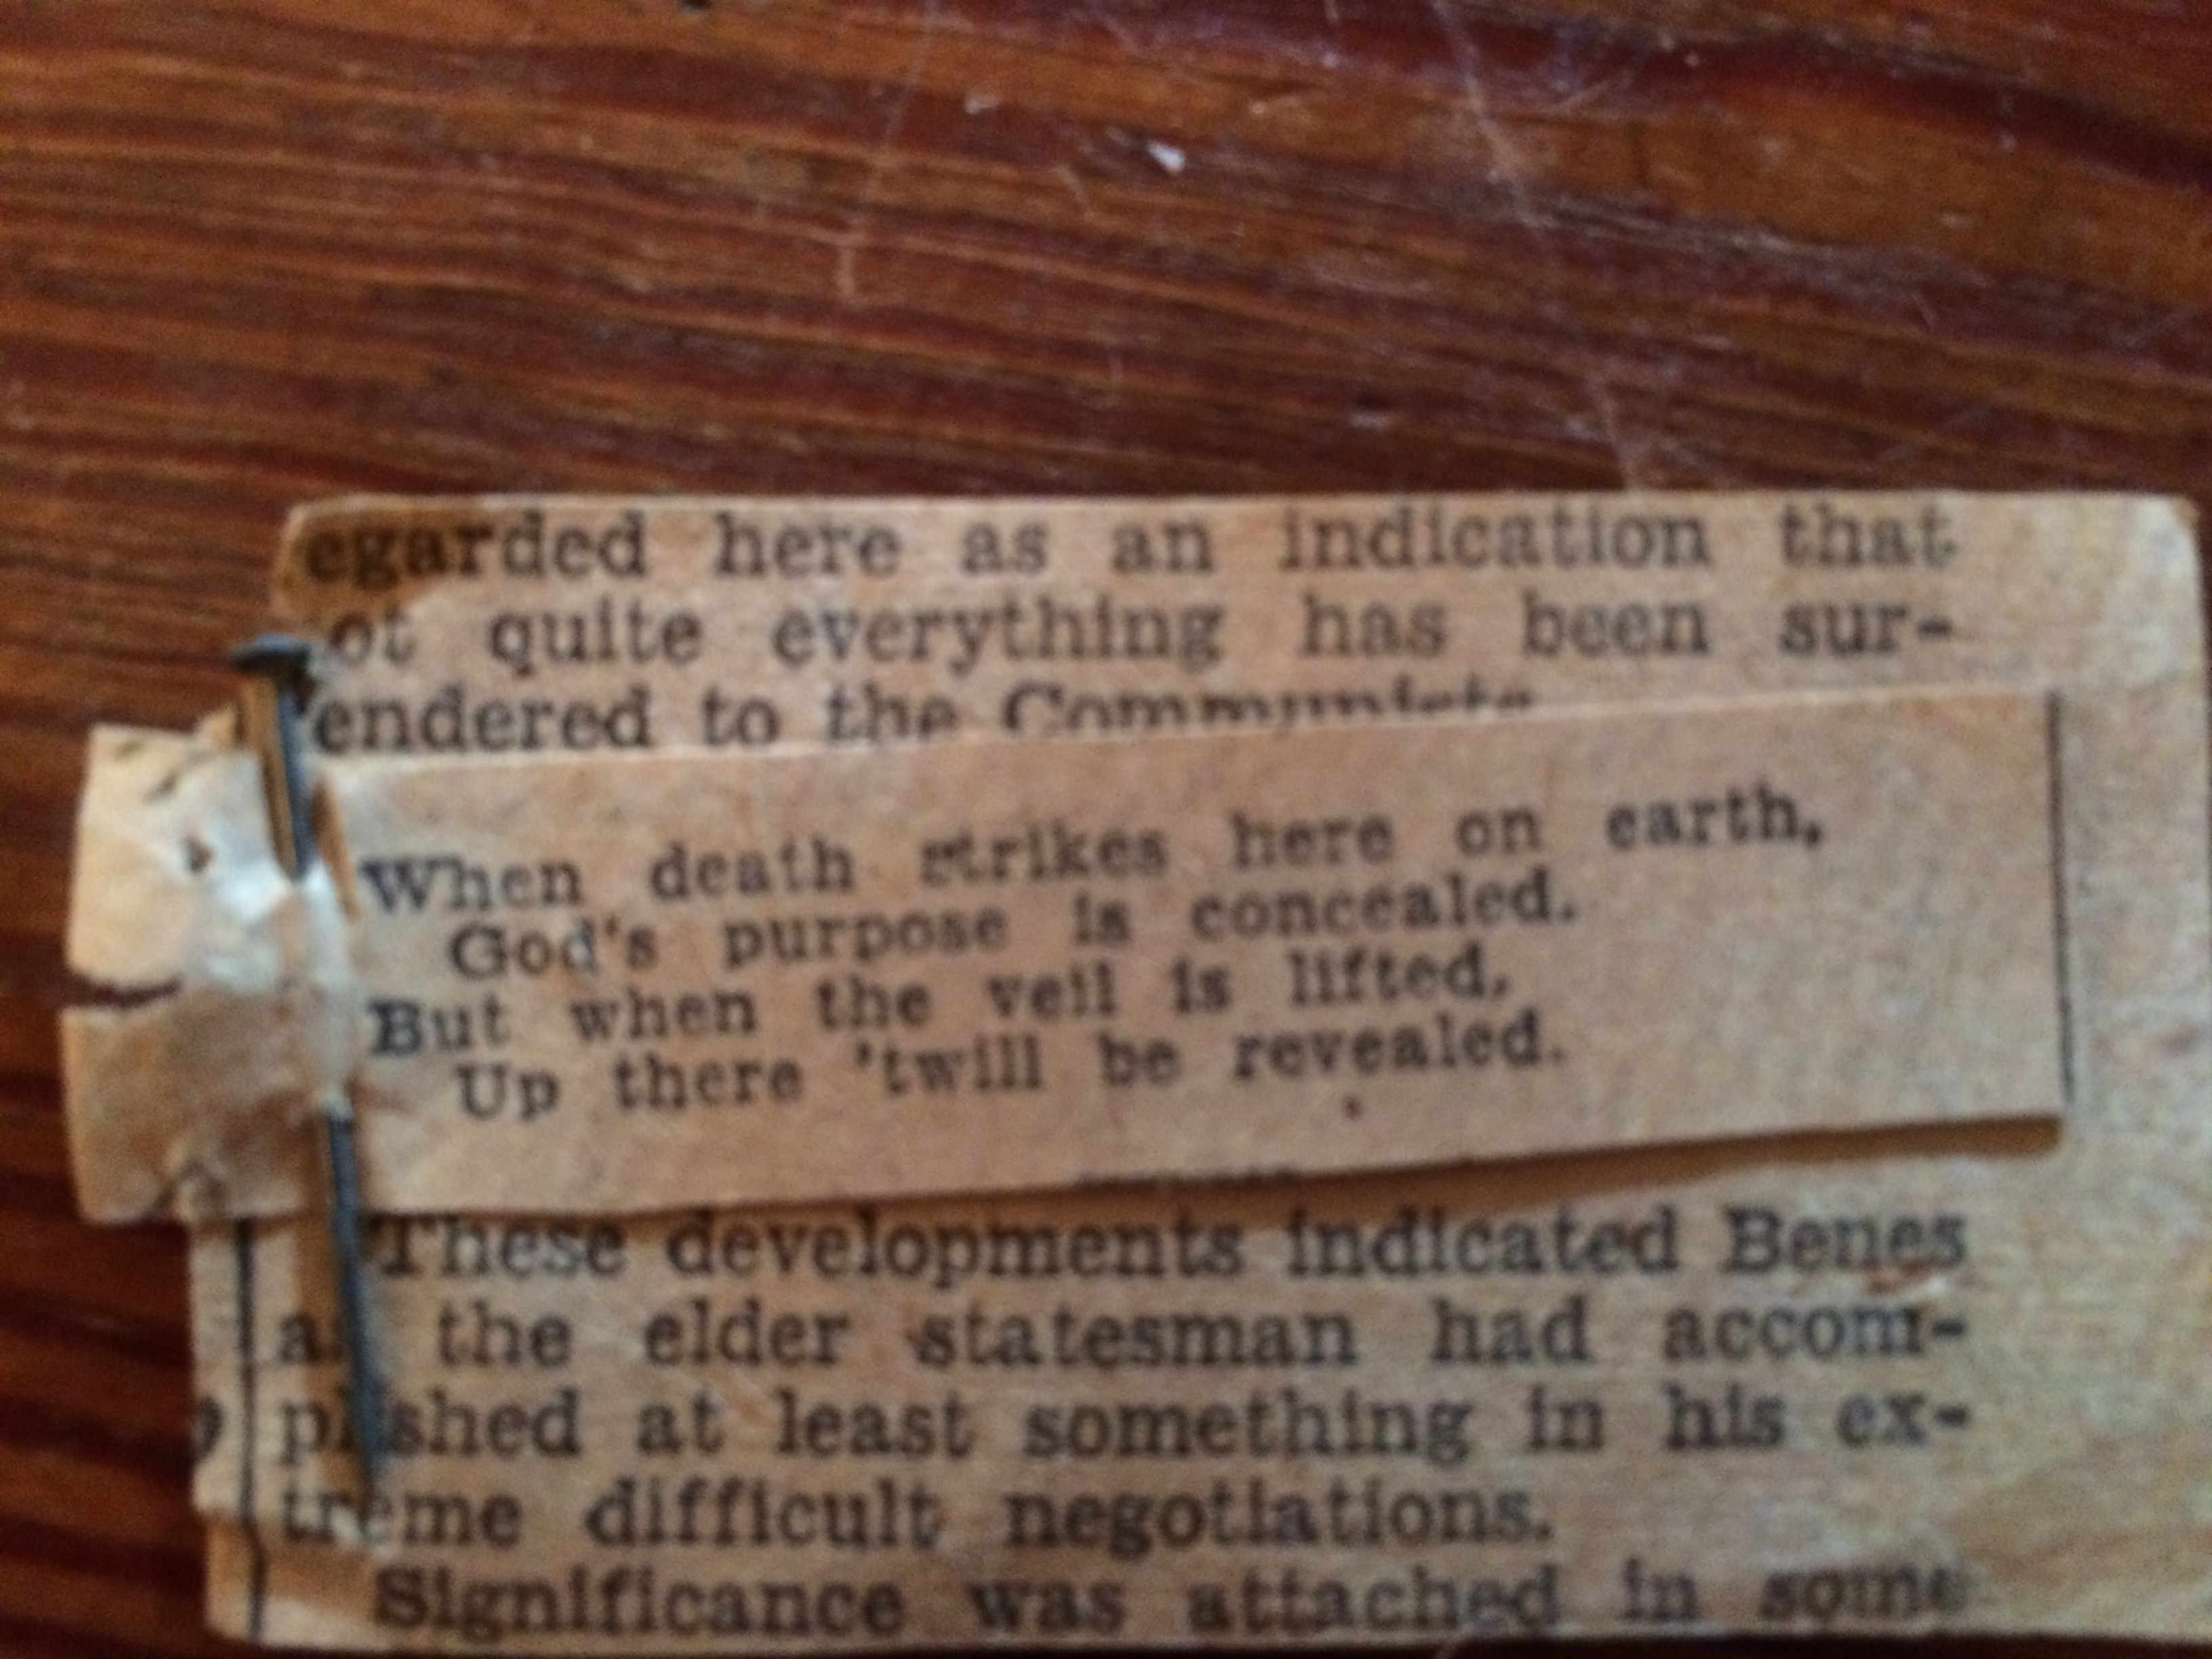 egarded here as an indication that
ot quite everything has been sur-
endered to the Communists
When death strikes here on earth,
God's purpose is concealed.
But when the veil is lifted,
Up there 'twill be revealed.
These developments indicated Benes
the elder statesman had accom-
plished at least something in his ex-
treme difficult negotiations.
Significance was attached in some